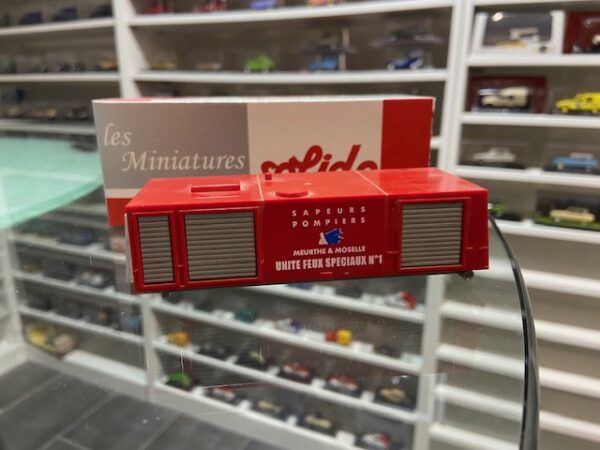 les
Miniatures
solido
SAPEURS
POMPIERS
MEURTHE & MOSELLE
UNITE FEUX SPECIAUX N°1